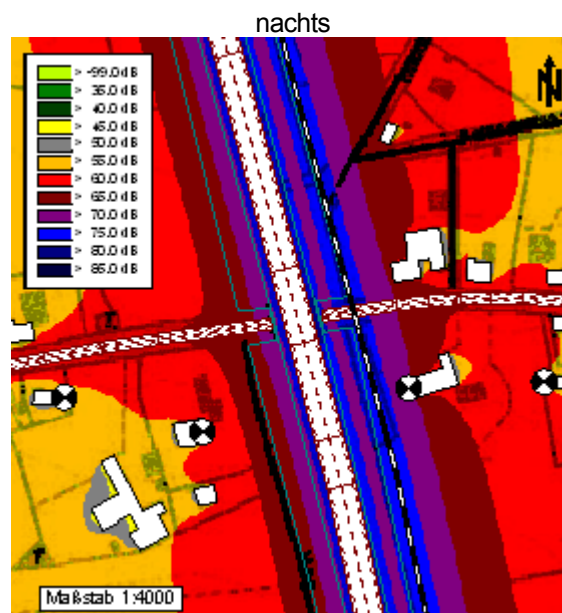 nachts
> -99.0 dB
> 35.0 dB
> 40.0 dB
> 45.0 dB
> 50.0 dB
> 55.0 dB
> 60.0 dB
> 65.0 dB
> 70.0 dB
> 75.0 dB
> 80.0 dB
> 85.0 dB
N
Maßstab 1:4000